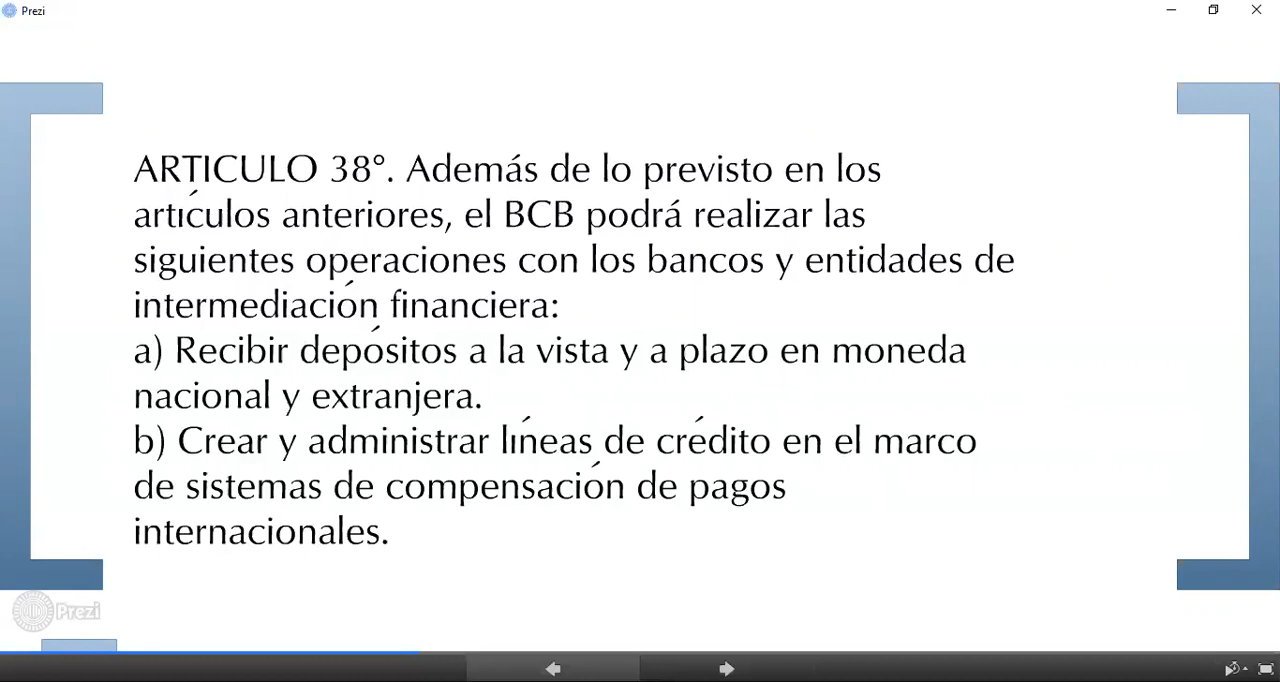 Prezi
ARTICULO 38°. Además de lo previsto en los
artículos anteriores, el BCB podrá realizar las
siguientes operaciones con los bancos y entidades de
intermediación financiera:
a) Recibir depósitos a la vista y a plazo en moneda
nacional y extranjera.
b) Crear y administrar líneas de crédito en el marco
de sistemas de compensación de pagos
internacionales.
Prezi